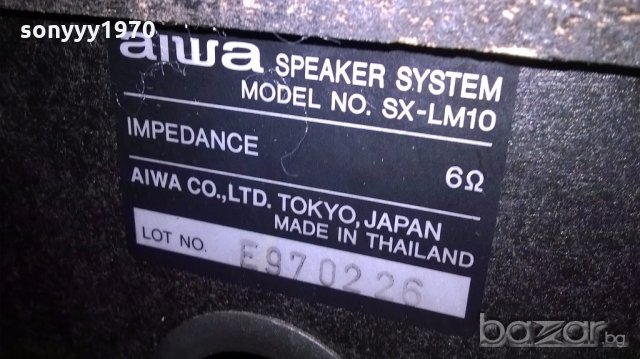 sonyyy1970
aiwa SPEAKER SYSTEM
MODEL NO. SX-LM10
IMPEDANCE 6Ω
AIWA CO.,LTD. TOKYO, JAPAN
MADE IN THAILAND
LOT NO. E970226
bazar.bg